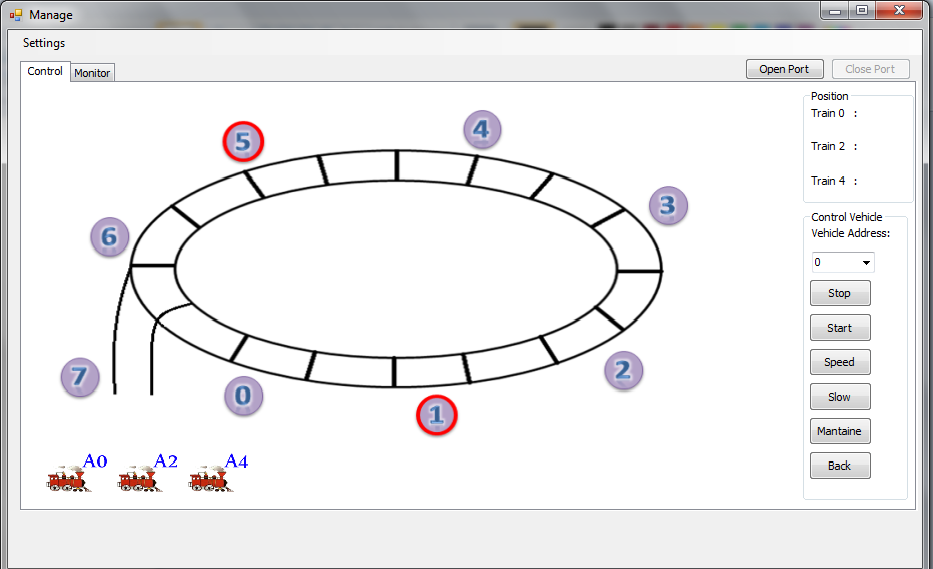 Manage
Settings
Control Monitor
Open Port Close Port
Position
Train 0 :
Train 2 :
Train 4 :
Control Vehicle
Vehicle Address:
0
Stop
Start
Speed
Slow
Mantaine
Back
5
4
3
6
7
0
1
2
A0 A2 A4